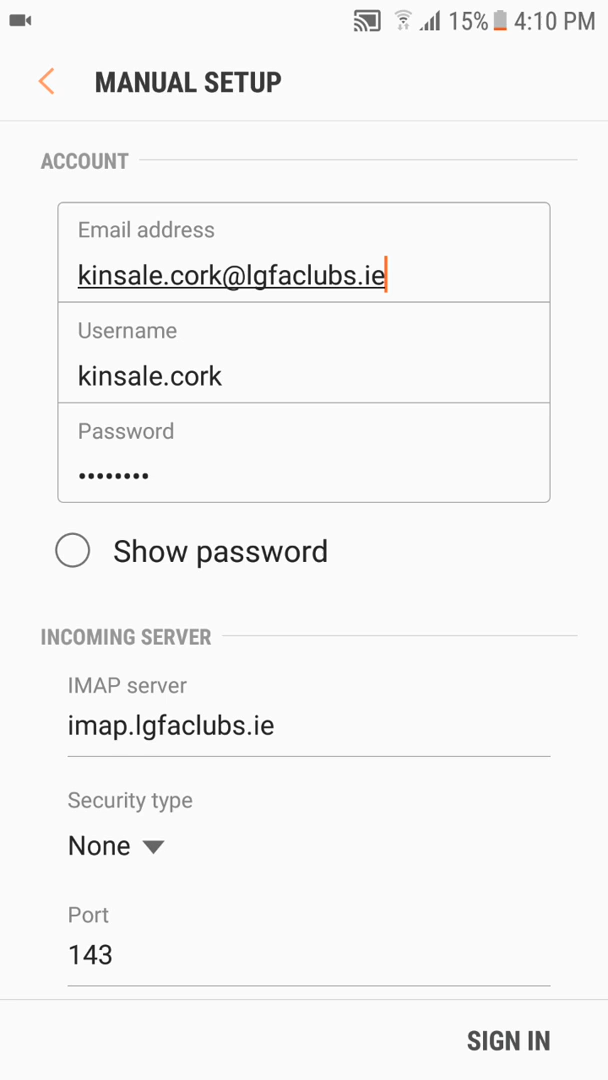 15% 4:10 PM
MANUAL SETUP
ACCOUNT
Email address
kinsale.cork@lgfaclubs.ie
Username
kinsale.cork
Password
••••••••
Show password
INCOMING SERVER
IMAP server
imap.lgfaclubs.ie
Security type
None
Port
143
SIGN IN